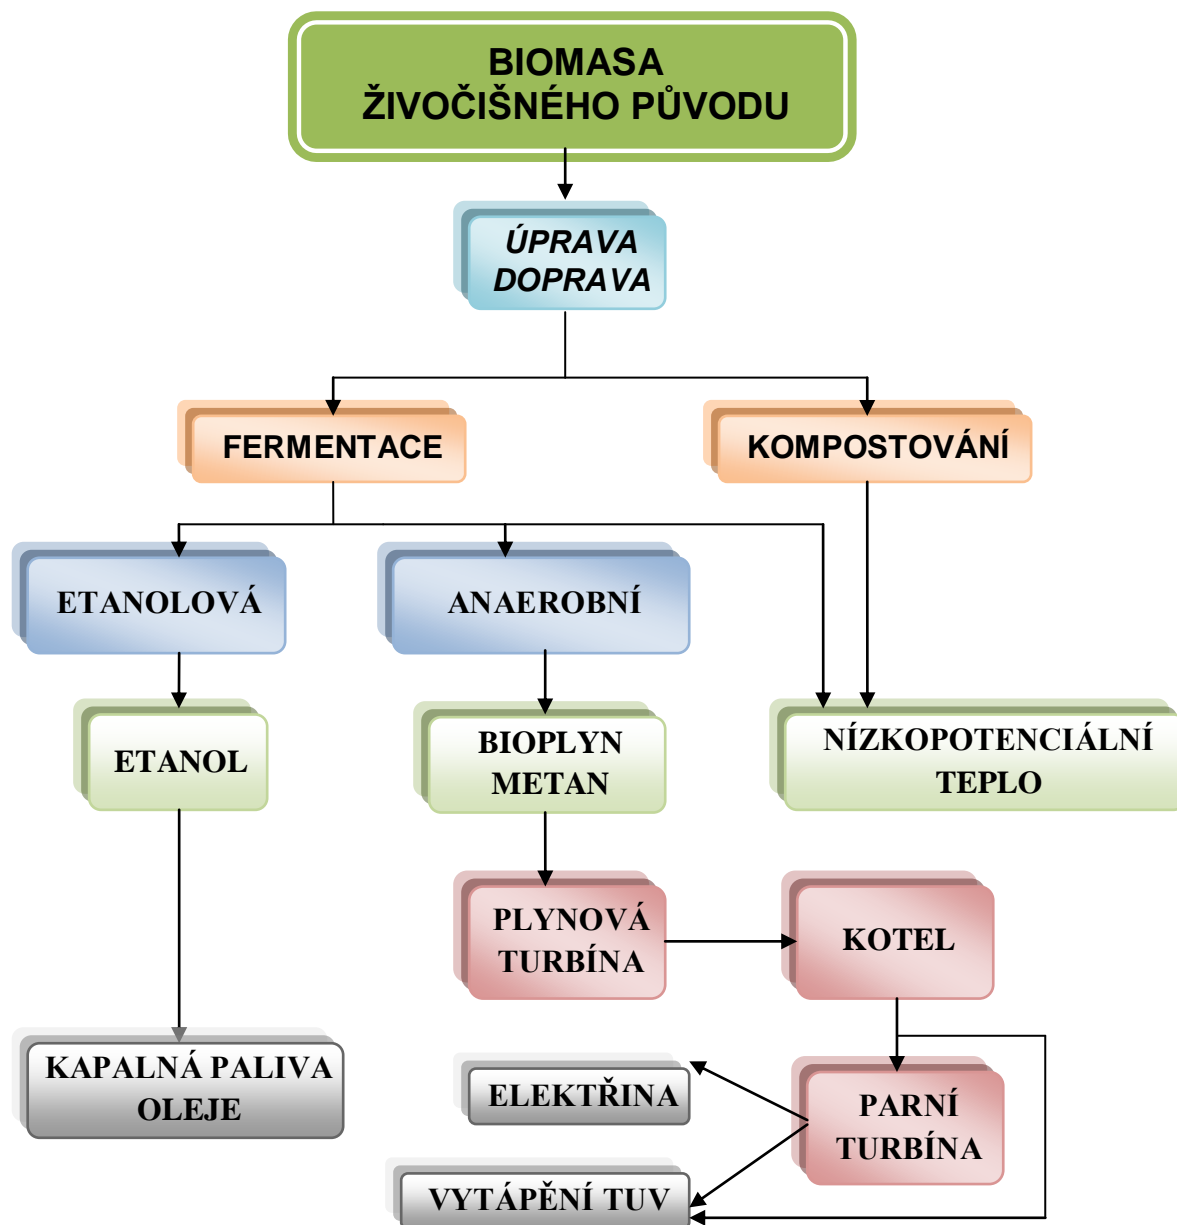 BIOMASA
ŽIVOČIŠNÉHO PŮVODU
ÚPRAVA
DOPRAVA
FERMENTACE
KOMPOSTOVÁNÍ
ETANOLOVÁ
ANAEROBNÍ
ETANOL
BIOPLYN
METAN
NÍZKOPOTENCIÁLNÍ
TEPLO
PLYNOVÁ
TURBÍNA
KOTEL
KAPALNÁ PALIVA
OLEJE
ELEKTŘINA
PARNÍ
TURBÍNA
VYTÁPĚNÍ TUV